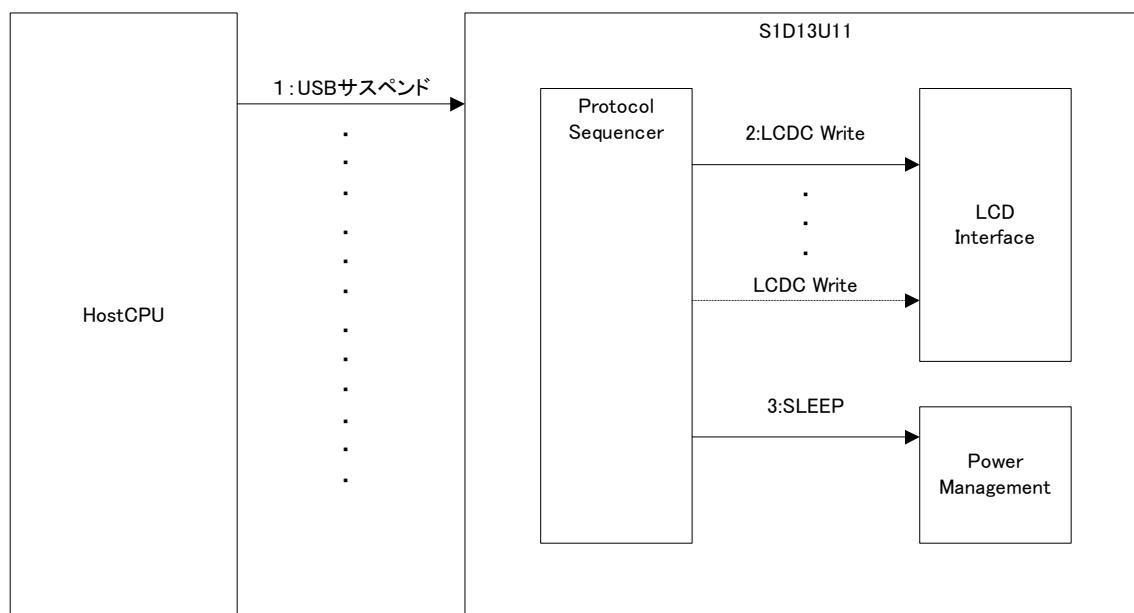 S1D13U11
1:USBサスペンド
Protocol
Sequencer
2:LCDC Write
LCD
Interface
LCDC Write
HostCPU
3:SLEEP
Power
Management